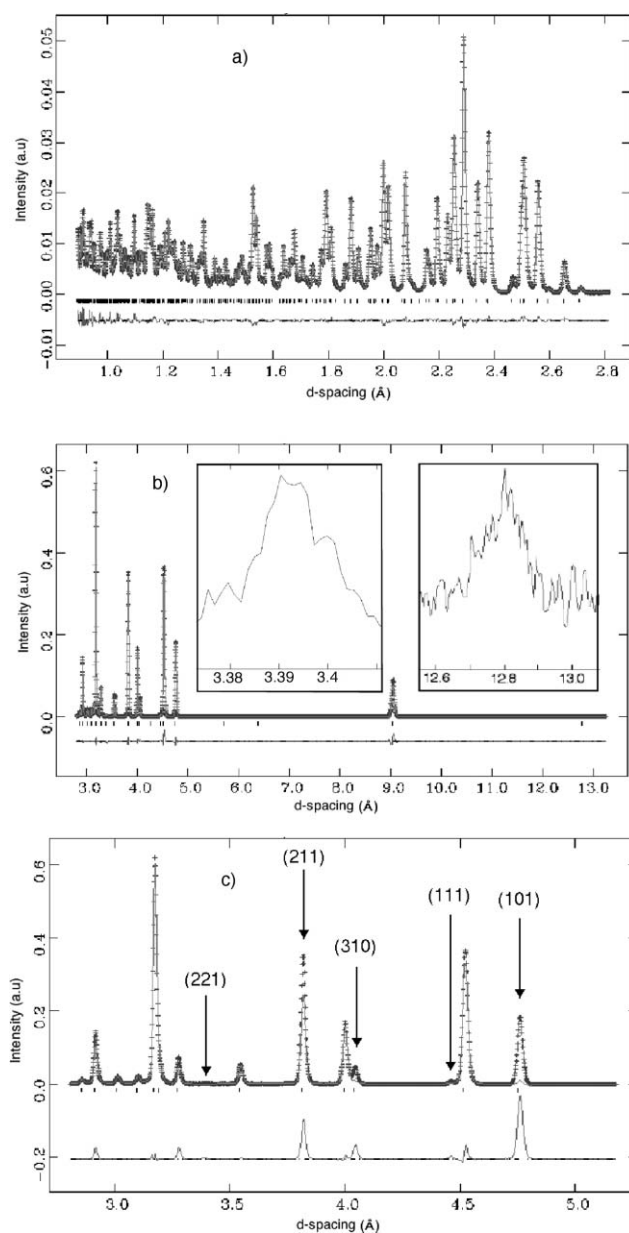 a)
Intensity (a.u)
0.05
0.04
0.03
0.02
0.01
0.00
−0.01
1.0 1.2 1.4 1.6 1.8 2.0 2.2 2.4 2.6 2.8
d-spacing (Å)
b)
Intensity (a.u)
0.6
0.4
0.2
0.0
3.38 3.39 3.4
12.6 12.8 13.0
3.0 4.0 5.0 6.0 7.0 8.0 9.0 10.0 11.0 12.0 13.0
d-spacing (Å)
c)
Intensity (a.u)
0.6
0.4
0.2
0.0
−0.2
(221)
(211)
(310)
(111)
(101)
3.0 3.5 4.0 4.5 5.0
d-spacing (Å)